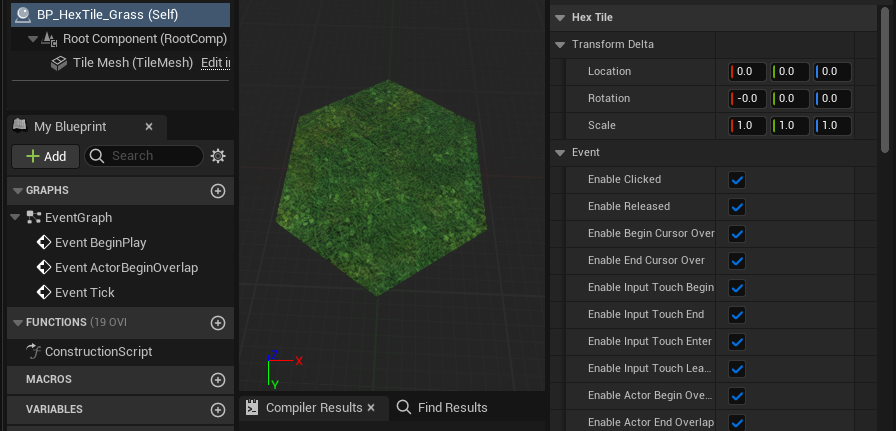 BP_HexTile_Grass (Self)
Root Component (RootComp)
Tile Mesh (TileMesh) Edit i
My Blueprint
Add
Search
GRAPHS
EventGraph
Event BeginPlay
Event ActorBeginOverlap
Event Tick
FUNCTIONS (19 OVI
ConstructionScript
MACROS
VARIABLES
X
Y
Compiler Results
Find Results
Hex Tile
Transform Delta
Location 0.0 0.0 0.0
Rotation -0.0 0.0 0.0
Scale 1.0 1.0 1.0
Event
Enable Clicked
Enable Released
Enable Begin Cursor Over
Enable End Cursor Over
Enable Input Touch Begin
Enable Input Touch End
Enable Input Touch Enter
Enable Input Touch Lea...
Enable Actor Begin Ove...
Enable Actor End Overlap